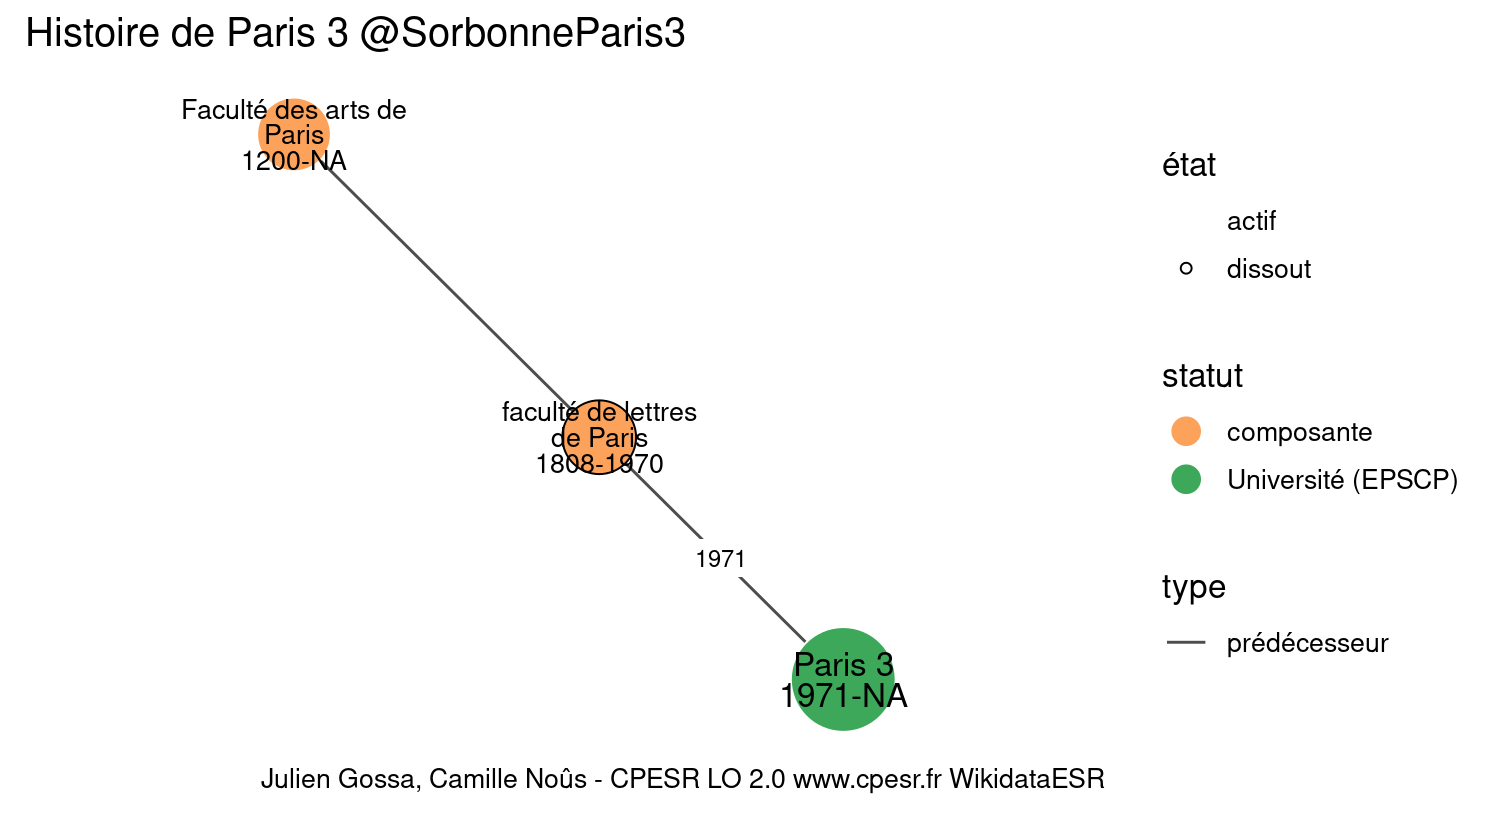 Histoire de Paris 3 @SorbonneParis3
Faculté des arts de
Paris
1200-NA
faculté de lettres
de Paris
1808-1970
1971
Paris 3
1971-NA
état
actif
dissout
statut
composante
Université (EPSCP)
type
prédécesseur
Julien Gossa, Camille Noûs - CPESR LO 2.0 www.cpesr.fr WikidataESR